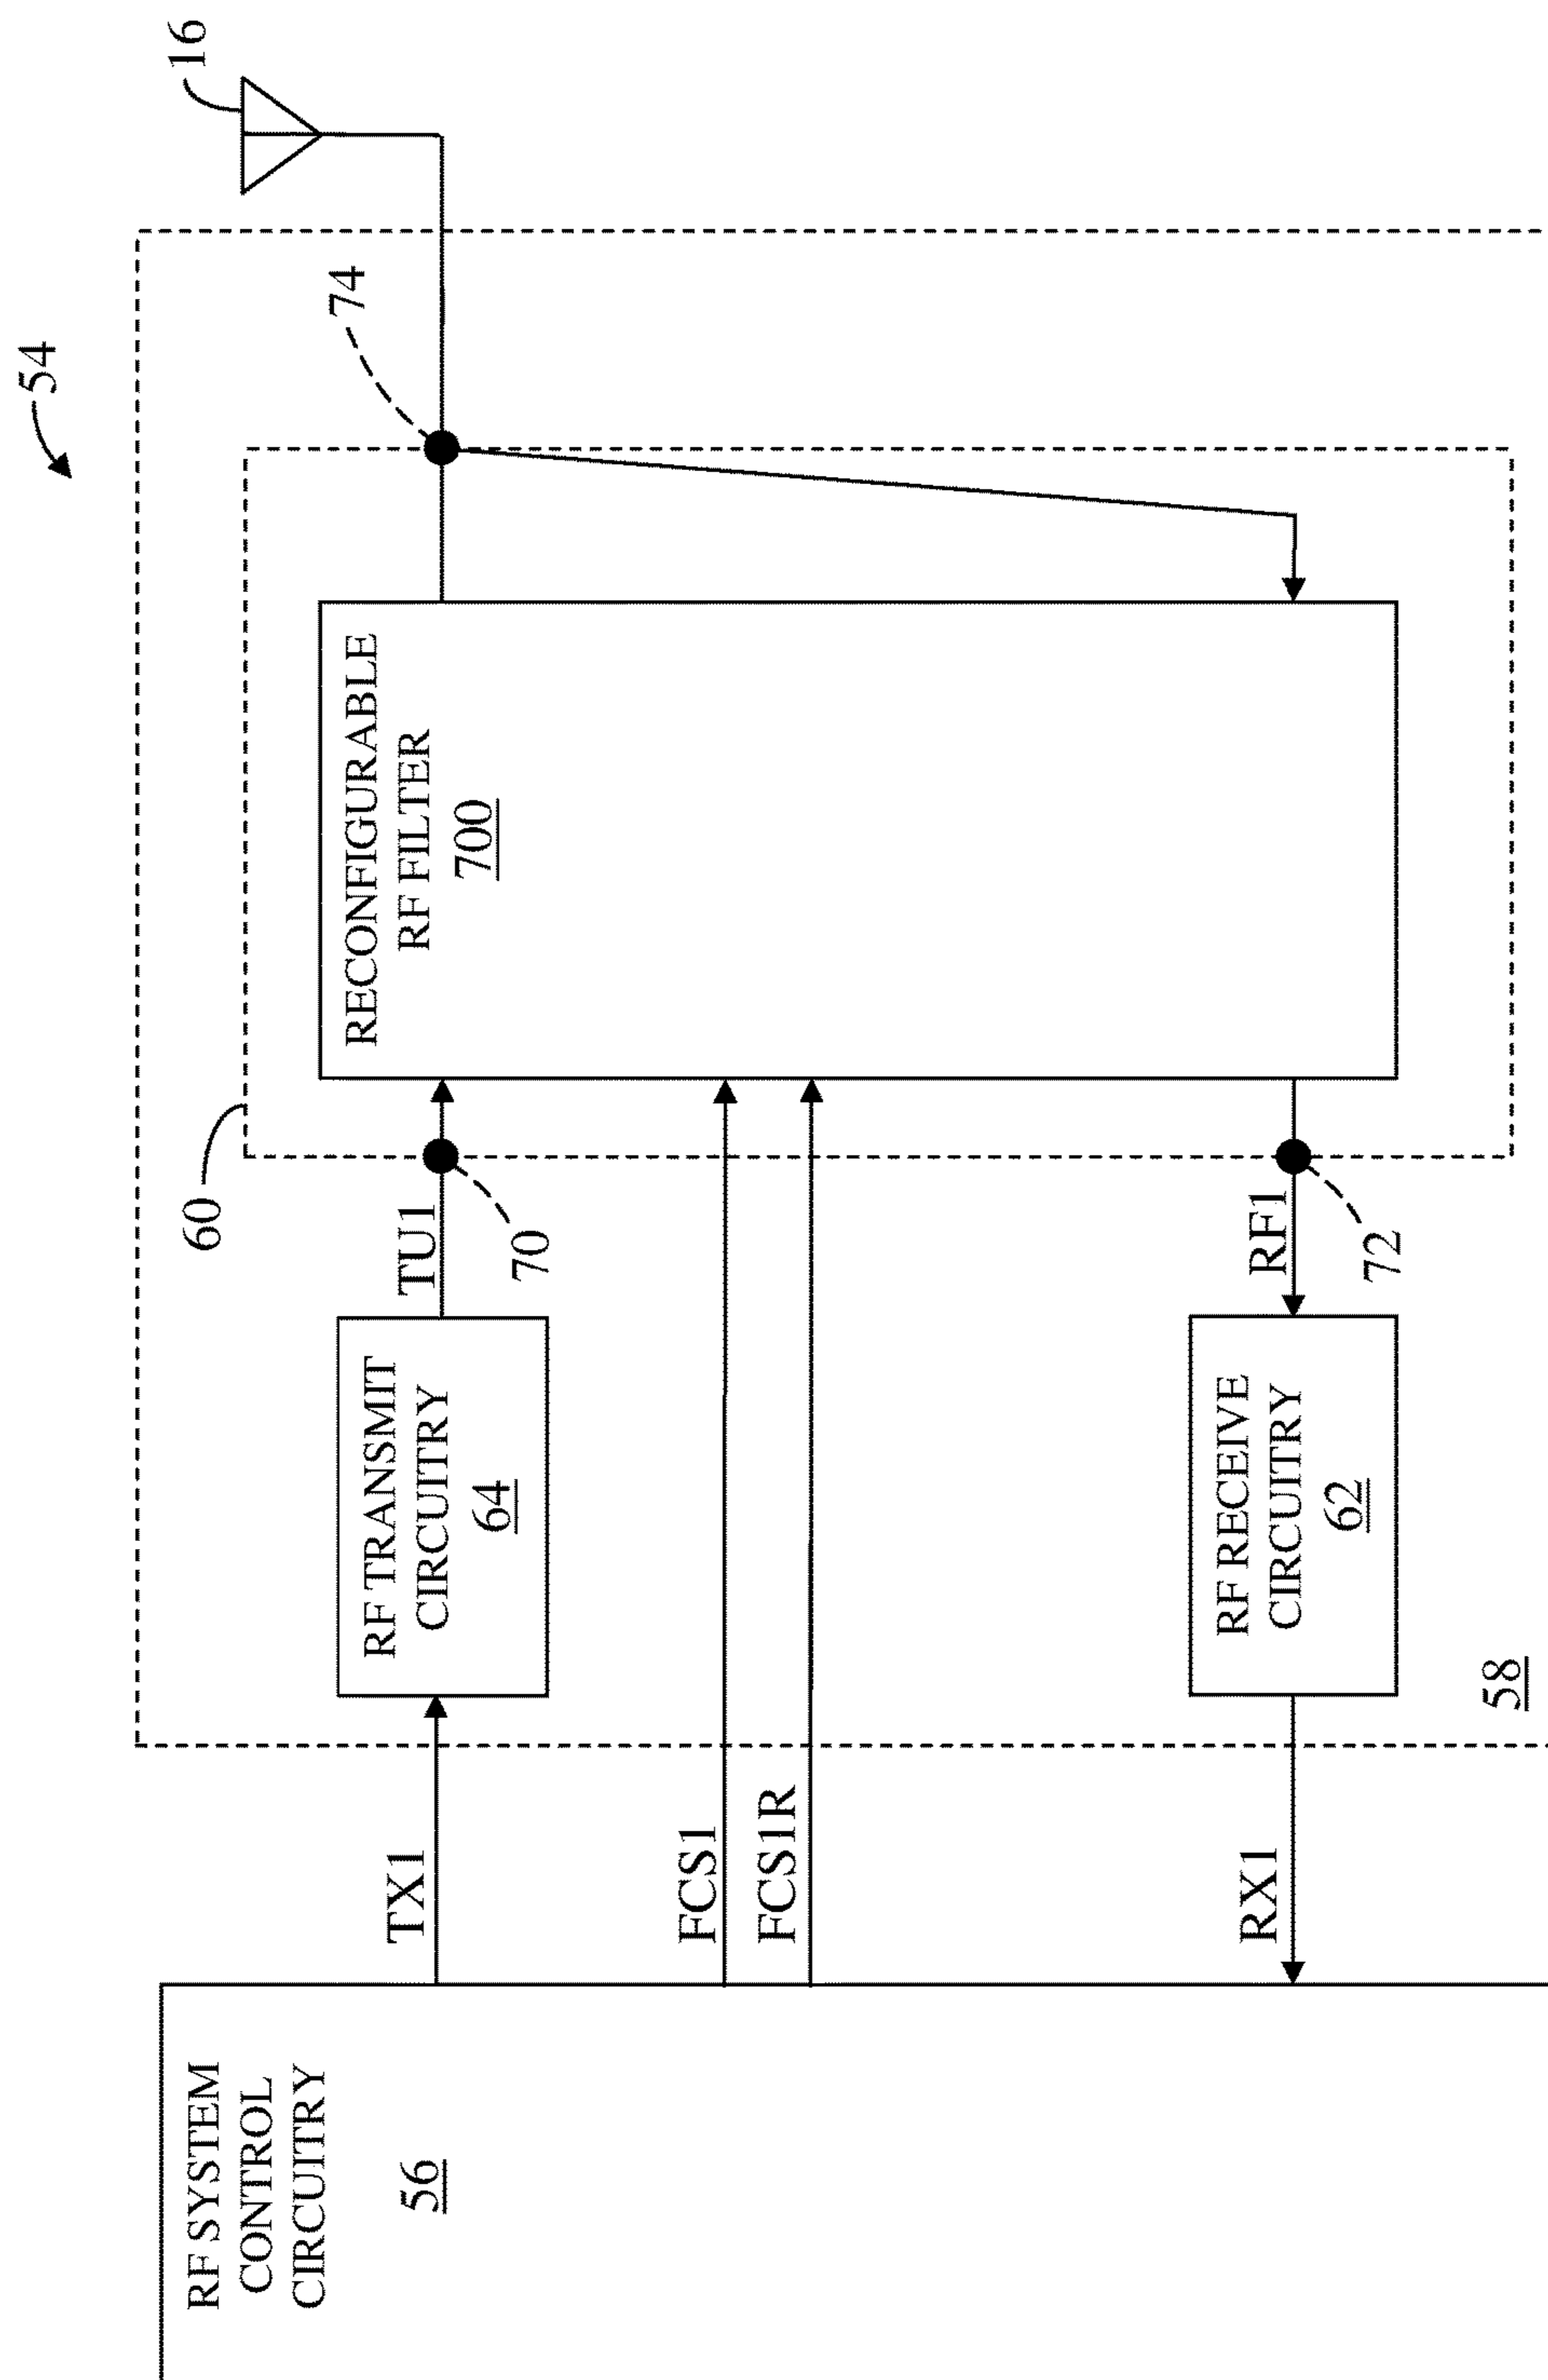 54
16
74
60
RECONFIGURABLE
RF FILTER
700
TU1
70
RF1
72
RF TRANSMIT
CIRCUITRY
64
RF RECEIVE
CIRCUITRY
62
58
TX1
FCS1
FCS1R
RX1
RF SYSTEM
CONTROL
CIRCUITRY
56